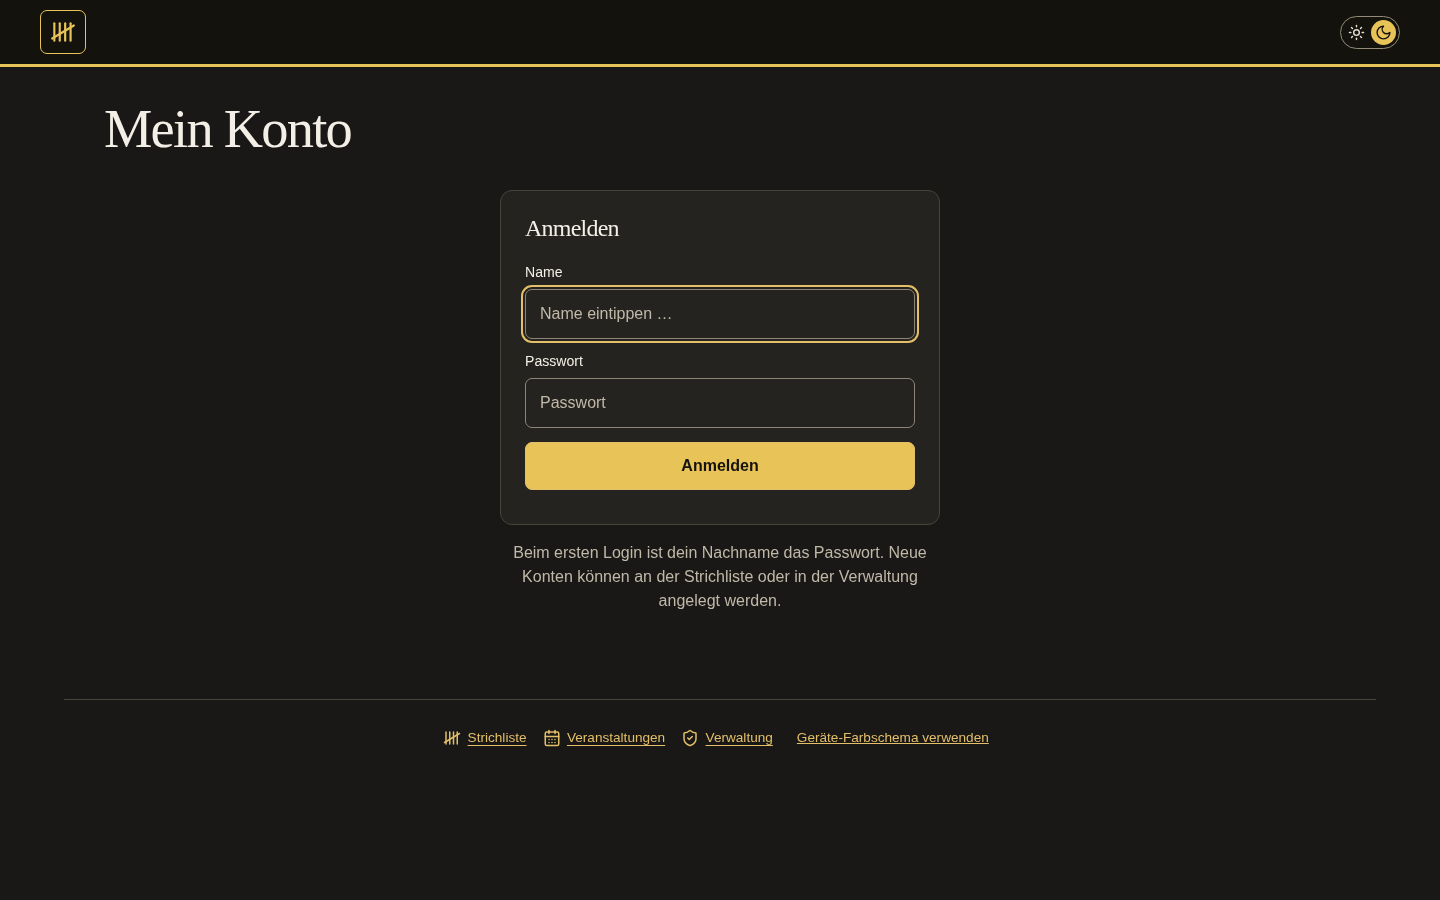 Mein Konto
Anmelden
Name
Name eintippen …
Passwort
Passwort
Anmelden
Beim ersten Login ist dein Nachname das Passwort. Neue
Konten können an der Strichliste oder in der Verwaltung
angelegt werden.
Strichliste Veranstaltungen Verwaltung Geräte-Farbschema verwenden